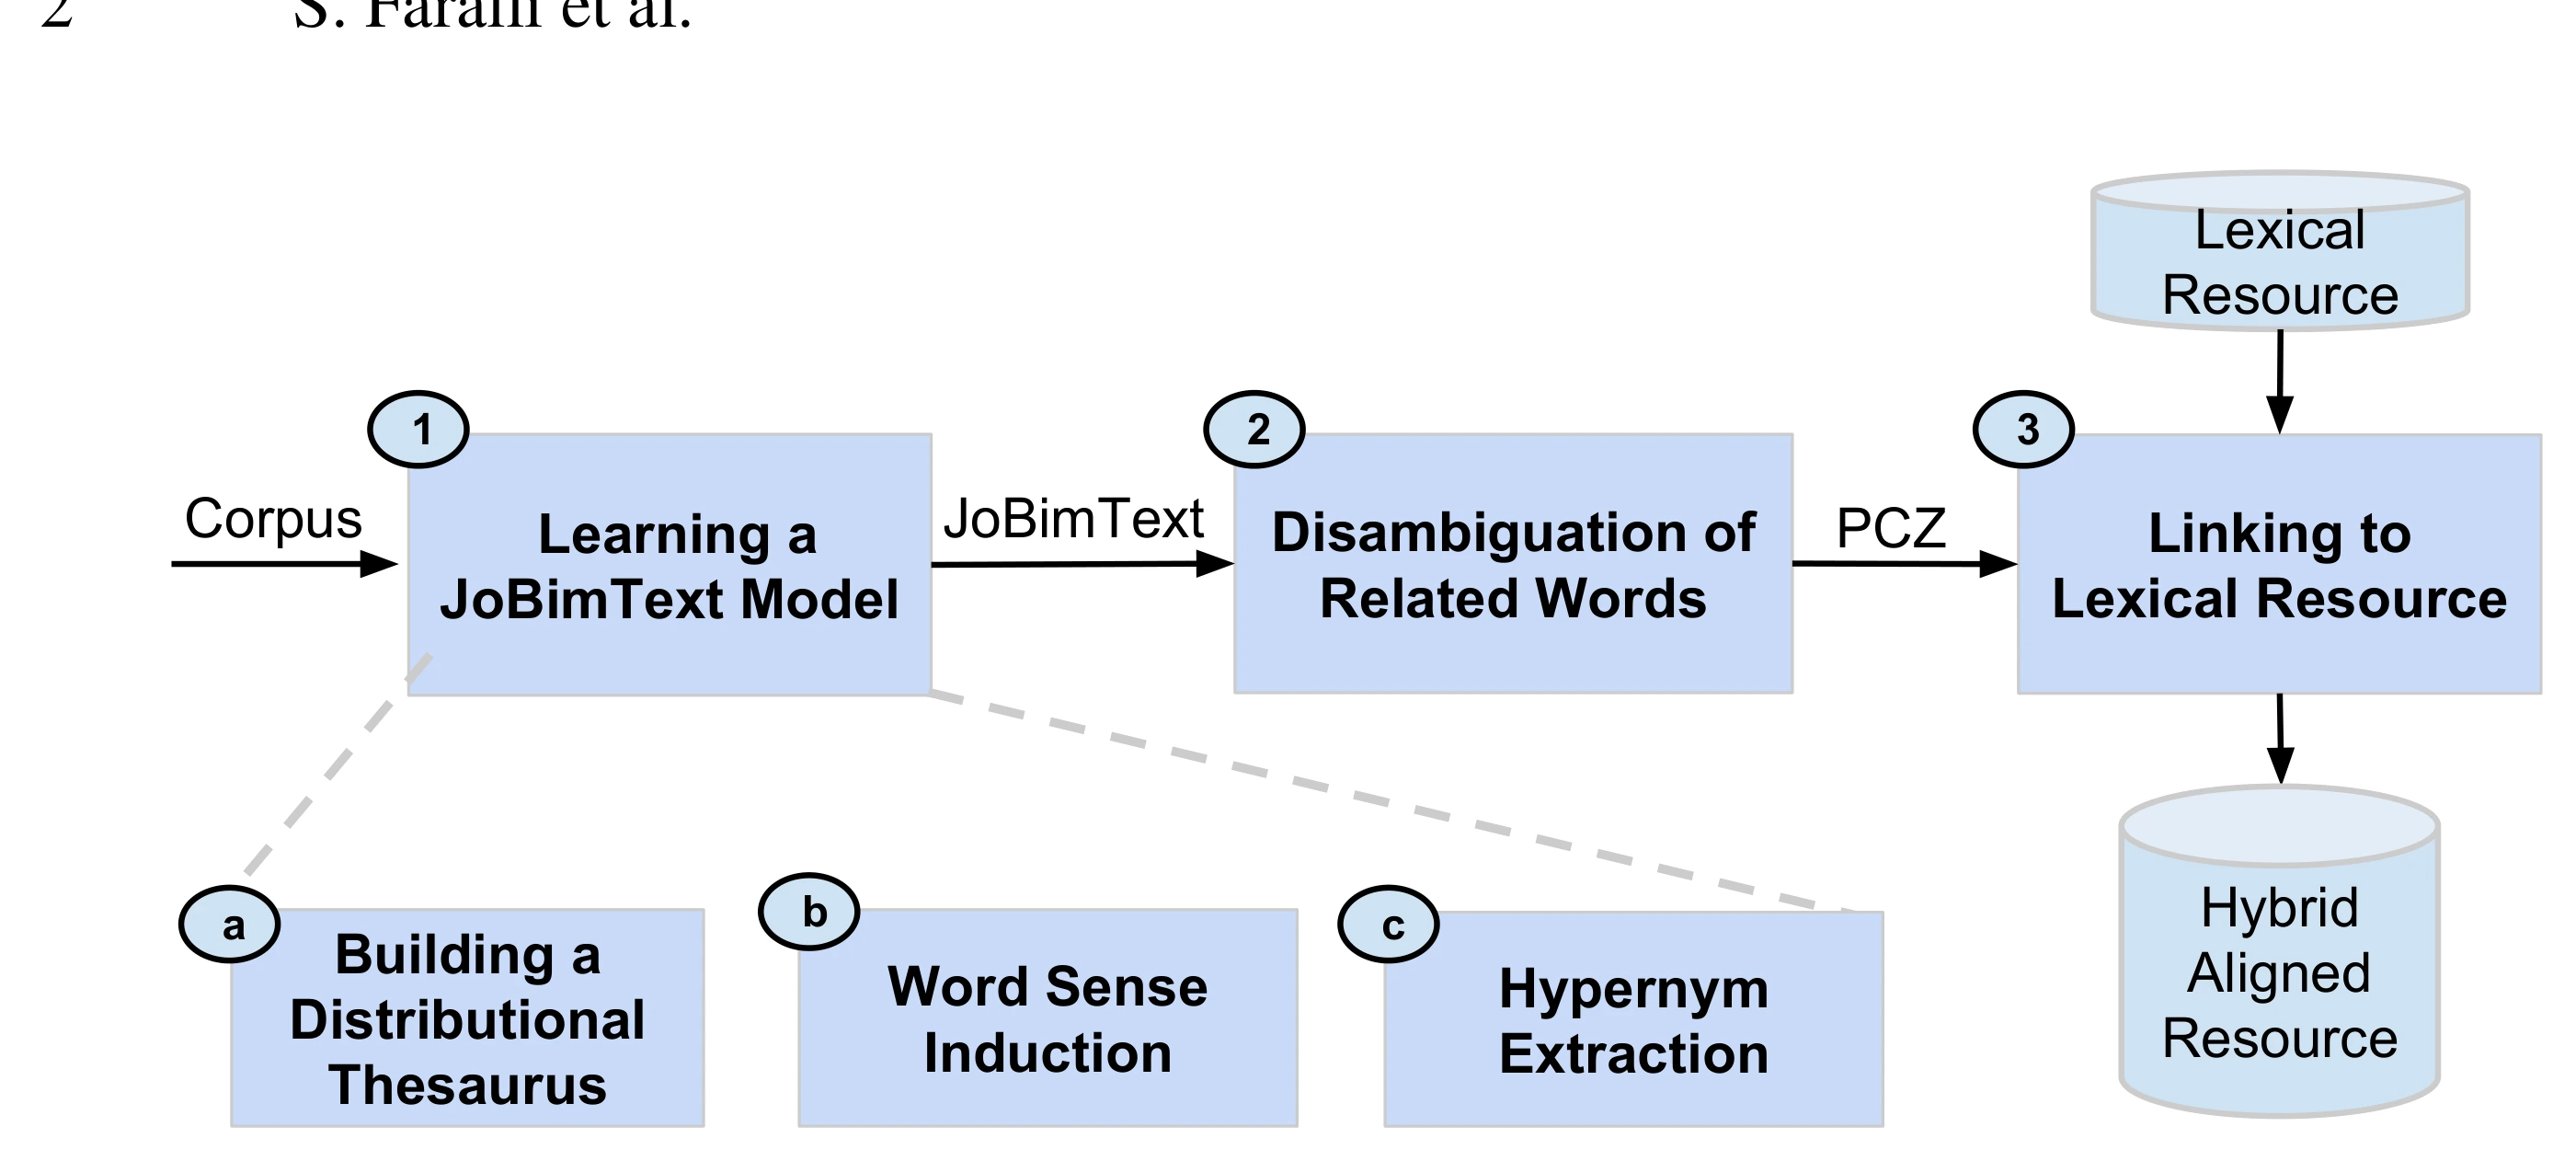 2 S. Faralli et al.
Lexical
Resource
1
2
3
Corpus
Learning a
JoBimText Model
JoBimText
Disambiguation of
Related Words
PCZ
Linking to
Lexical Resource
a
Building a
Distributional
Thesaurus
b
Word Sense
Induction
c
Hypernym
Extraction
Hybrid
Aligned
Resource